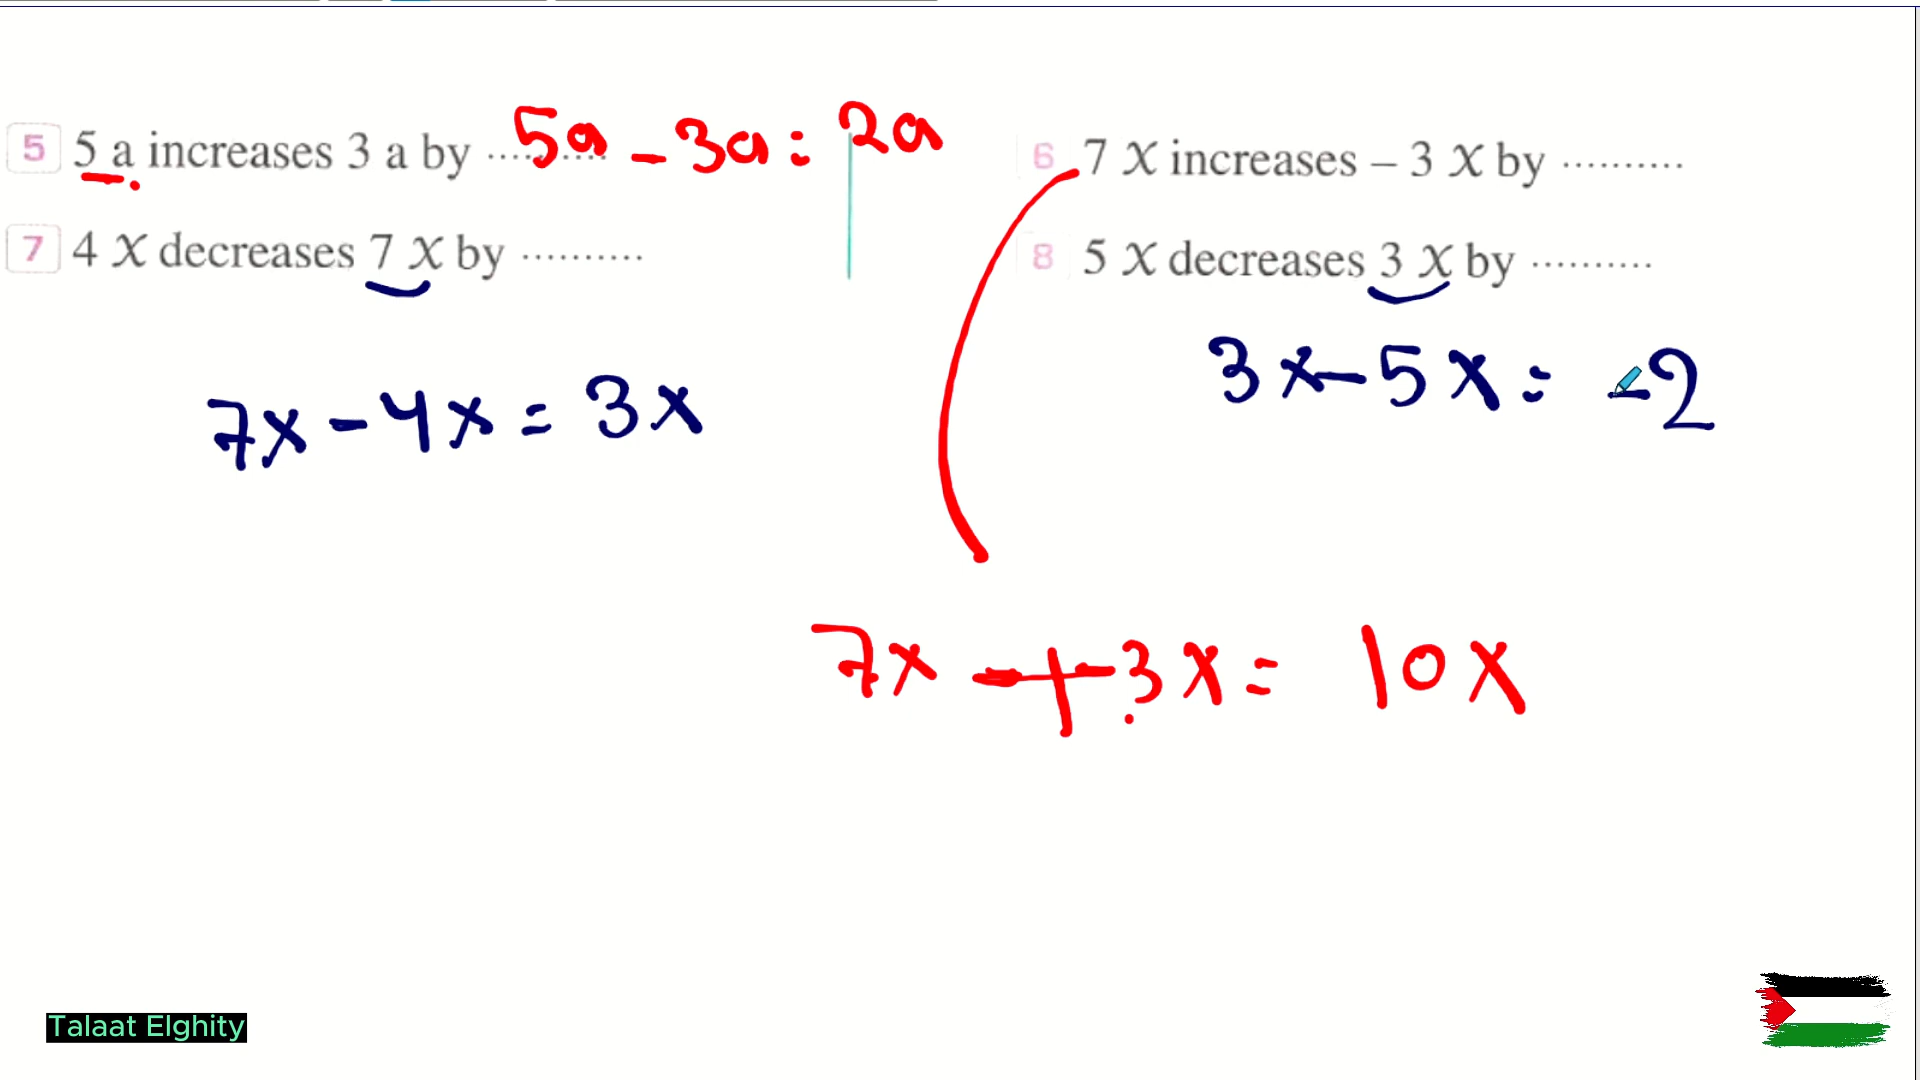 5 5 a increases 3 a by .......... 5a - 3a = 2a
6 7 X increases – 3 X by ..........
7 4 X decreases 7 X by ..........
8 5 X decreases 3 X by ..........
3x - 5x = -2
7x - 4x = 3x
7x - + - 3x = 10x
Talaat Elghity